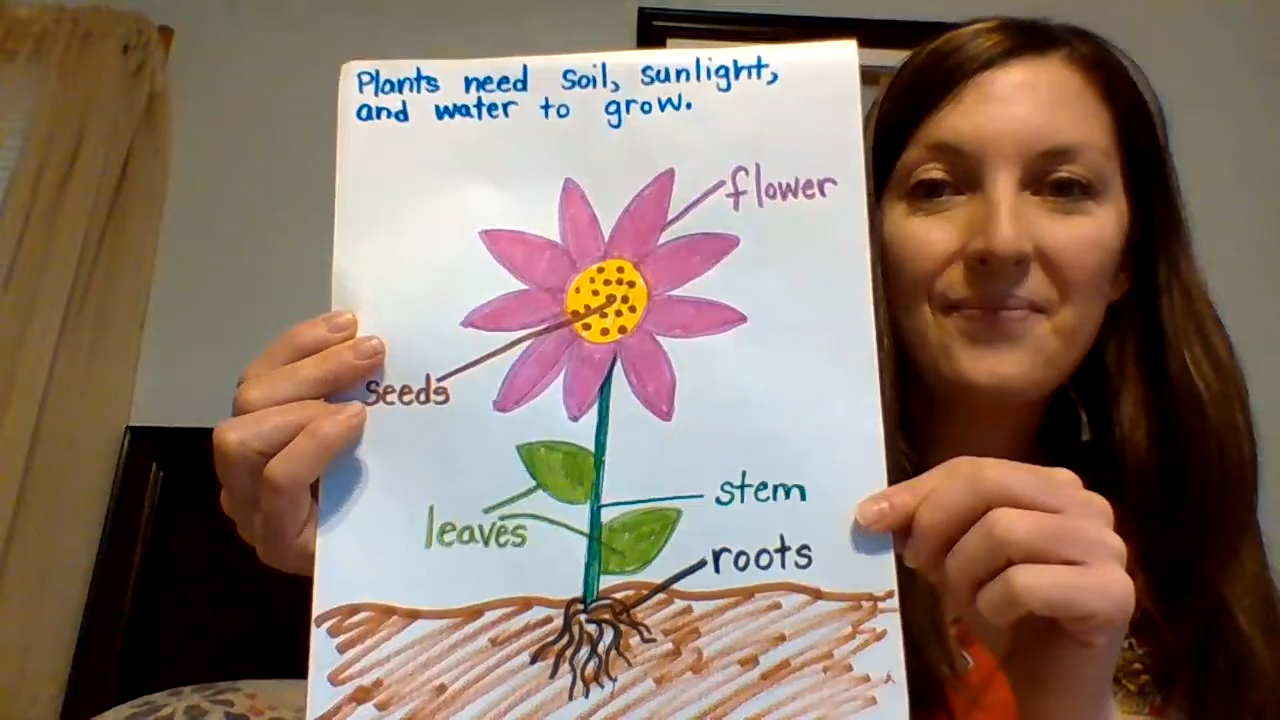 Plants need soil, sunlight,
and water to grow.
flower
seeds
stem
leaves
roots